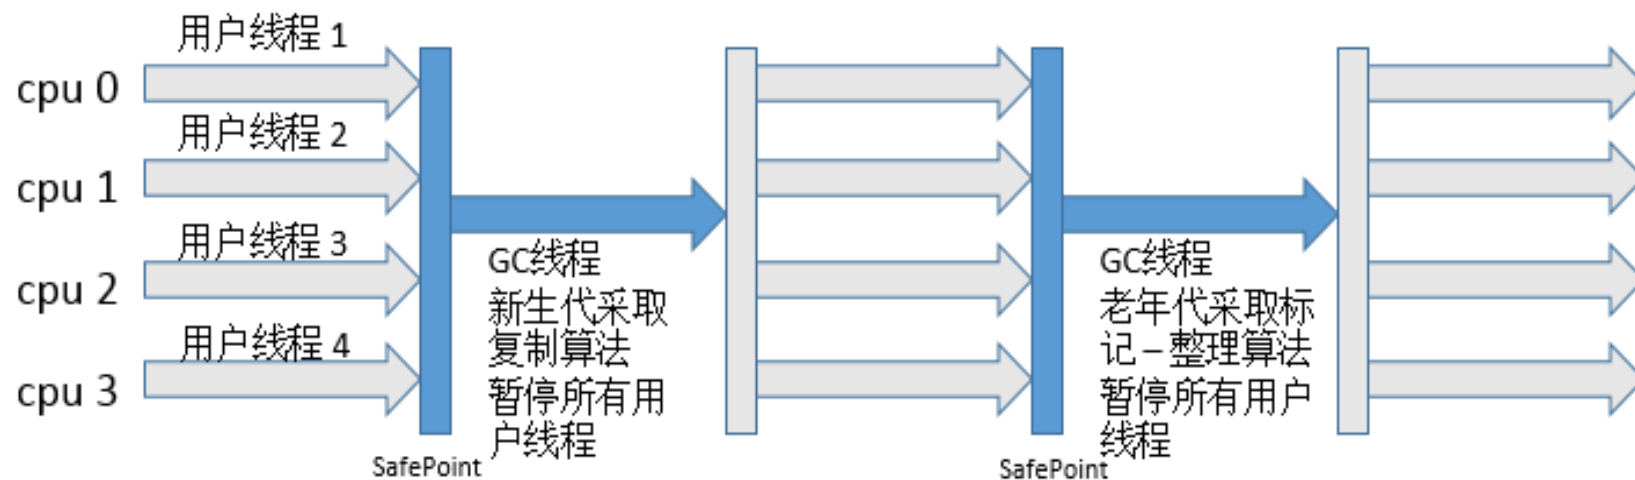 用户线程 1
cpu 0
用户线程 2
cpu 1
用户线程 3
cpu 2
用户线程 4
cpu 3
GC线程
新生代采取
复制算法
暂停所有用
户线程
GC线程
老年代采取标
记 – 整理算法
暂停所有用户
线程
SafePoint
SafePoint